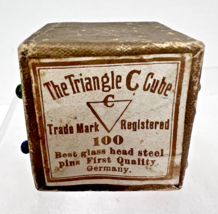 The Triangle C Cube
C
Trade Mark Registered
100
Best glass head steel
pins First Quality.
Germany.